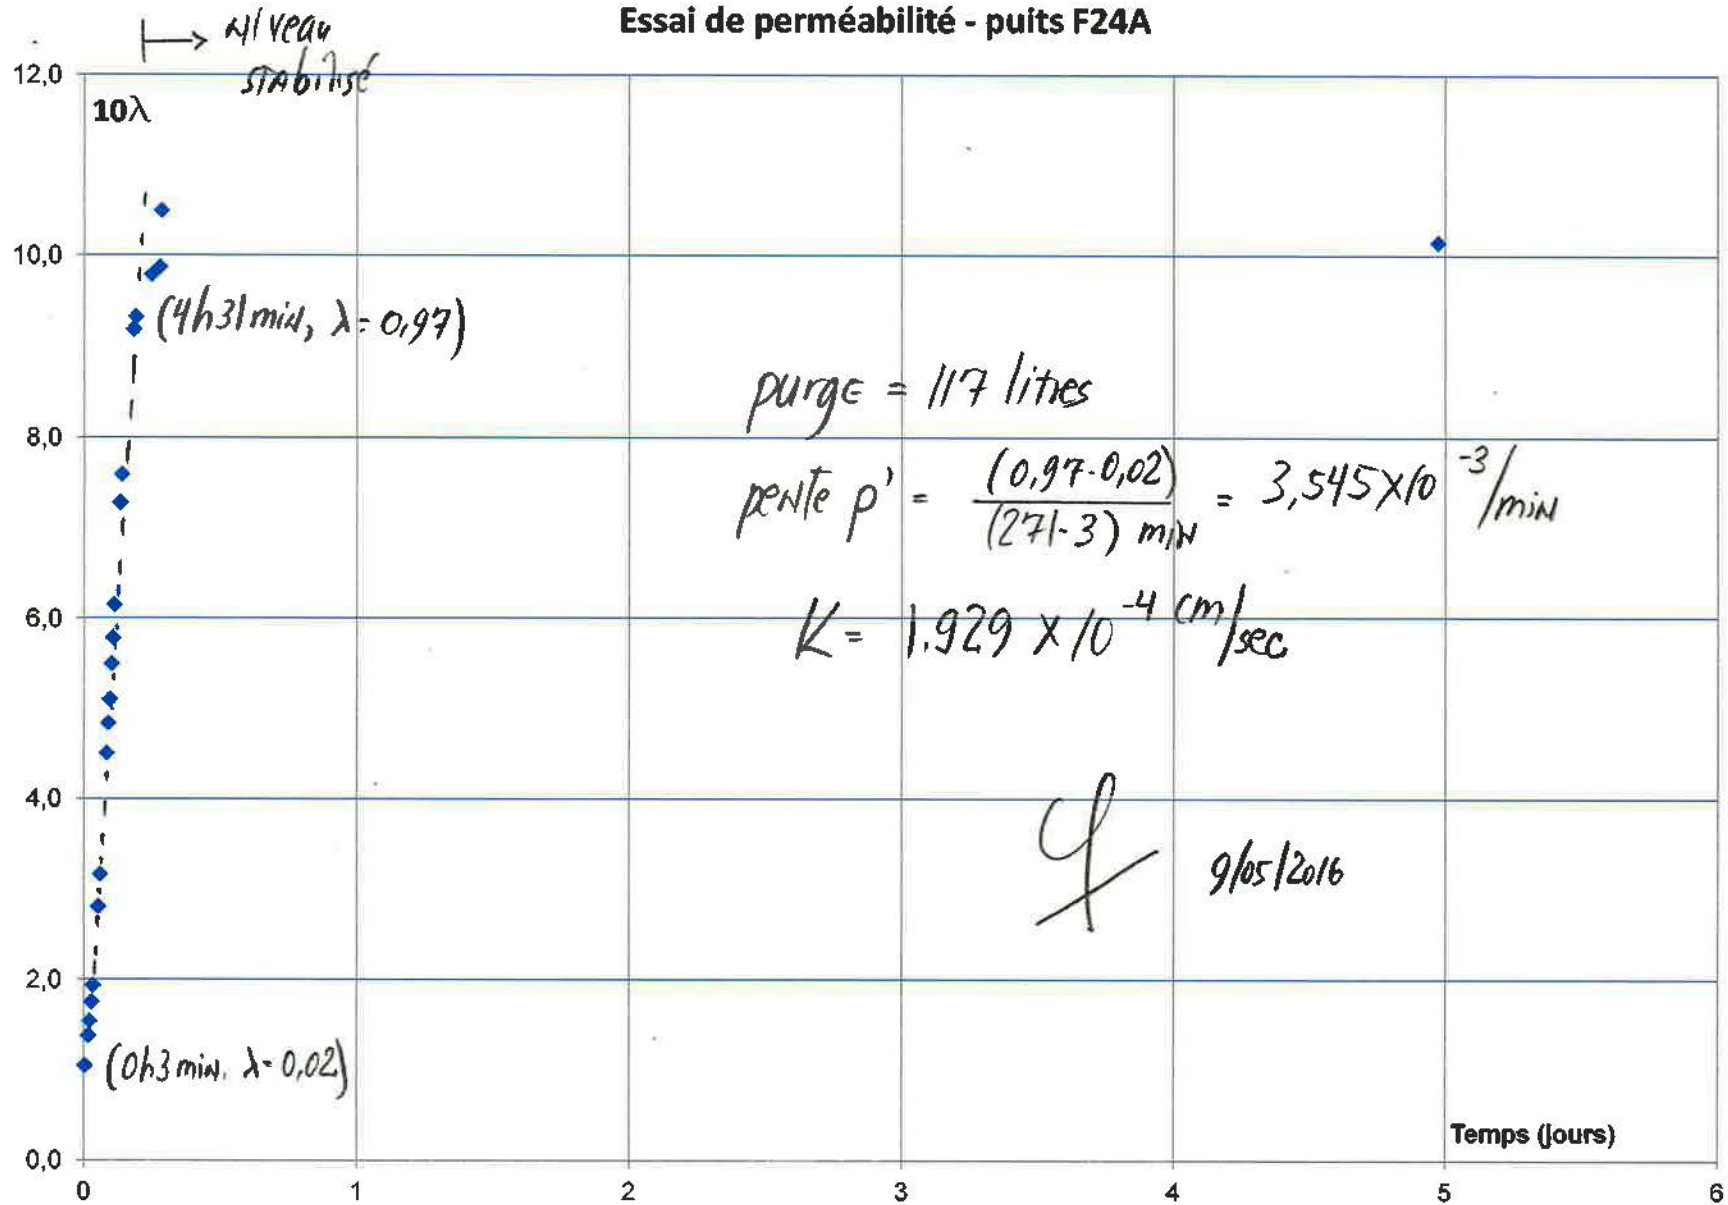 Essai de perméabilité - puits F24A
niveau
stabilisé
12,0
10λ
10,0
(4h31min, λ=0,97)
purge = 117 litres
8,0
pente p' = (0,97-0,02) / (271-3) min = 3,545x10⁻³/min
6,0
K= 1.929 x 10⁻⁴ cm/sec
4,0
9/05/2016
2,0
(0h3min. λ=0,02)
Temps (jours)
0,0
0 1 2 3 4 5 6